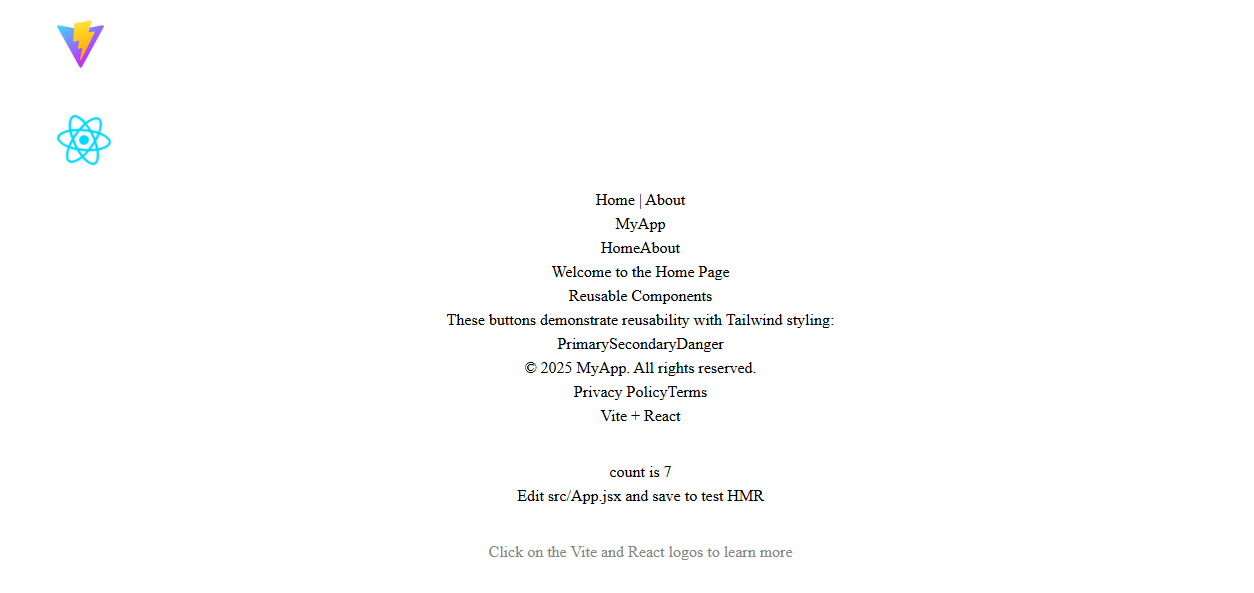 Home | About
MyApp
HomeAbout
Welcome to the Home Page
Reusable Components
These buttons demonstrate reusability with Tailwind styling:
PrimarySecondaryDanger
© 2025 MyApp. All rights reserved.
Privacy PolicyTerms
Vite + React
count is 7
Edit src/App.jsx and save to test HMR
Click on the Vite and React logos to learn more